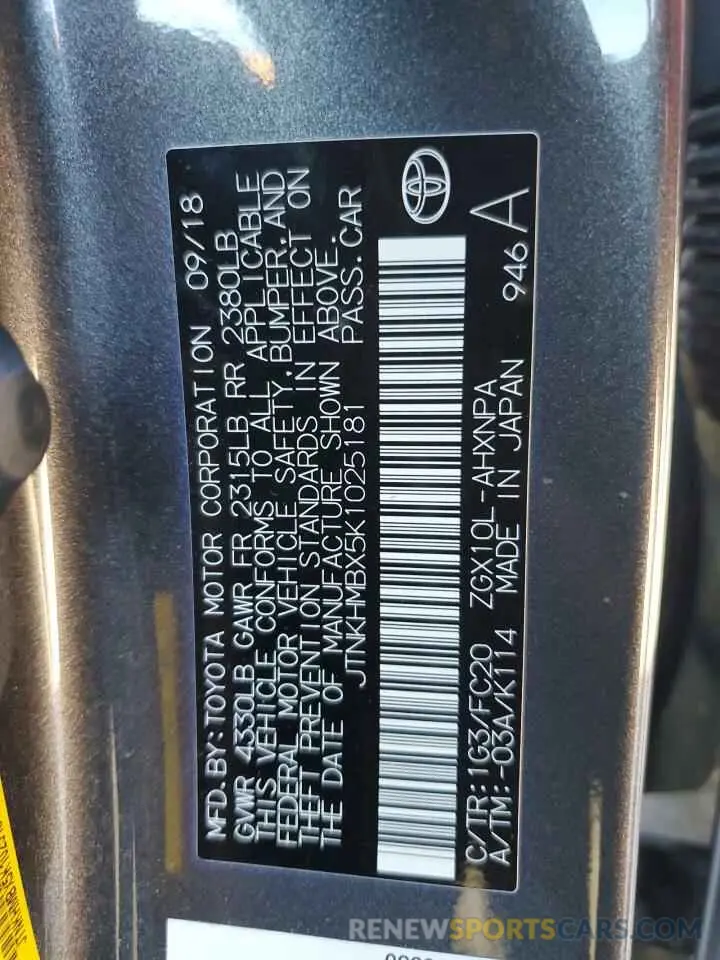 MFD. BY: TOYOTA MOTOR CORPORATION 09/18
GVWR 4330LB GAWR FR 2315LB RR 2380LB
THIS VEHICLE CONFORMS TO ALL APPLICABLE
FEDERAL MOTOR VEHICLE SAFETY, BUMPER, AND
THEFT PREVENTION STANDARDS IN EFFECT ON
THE DATE OF MANUFACTURE SHOWN ABOVE.
JTNKHMBX5K1025181 PASS. CAR
C/TR: 1G3/FC20 ZGX10L-AHXNPA 946 A
A/TM: -03A/K114 MADE IN JAPAN
RENEWSPORTSCARS.COM